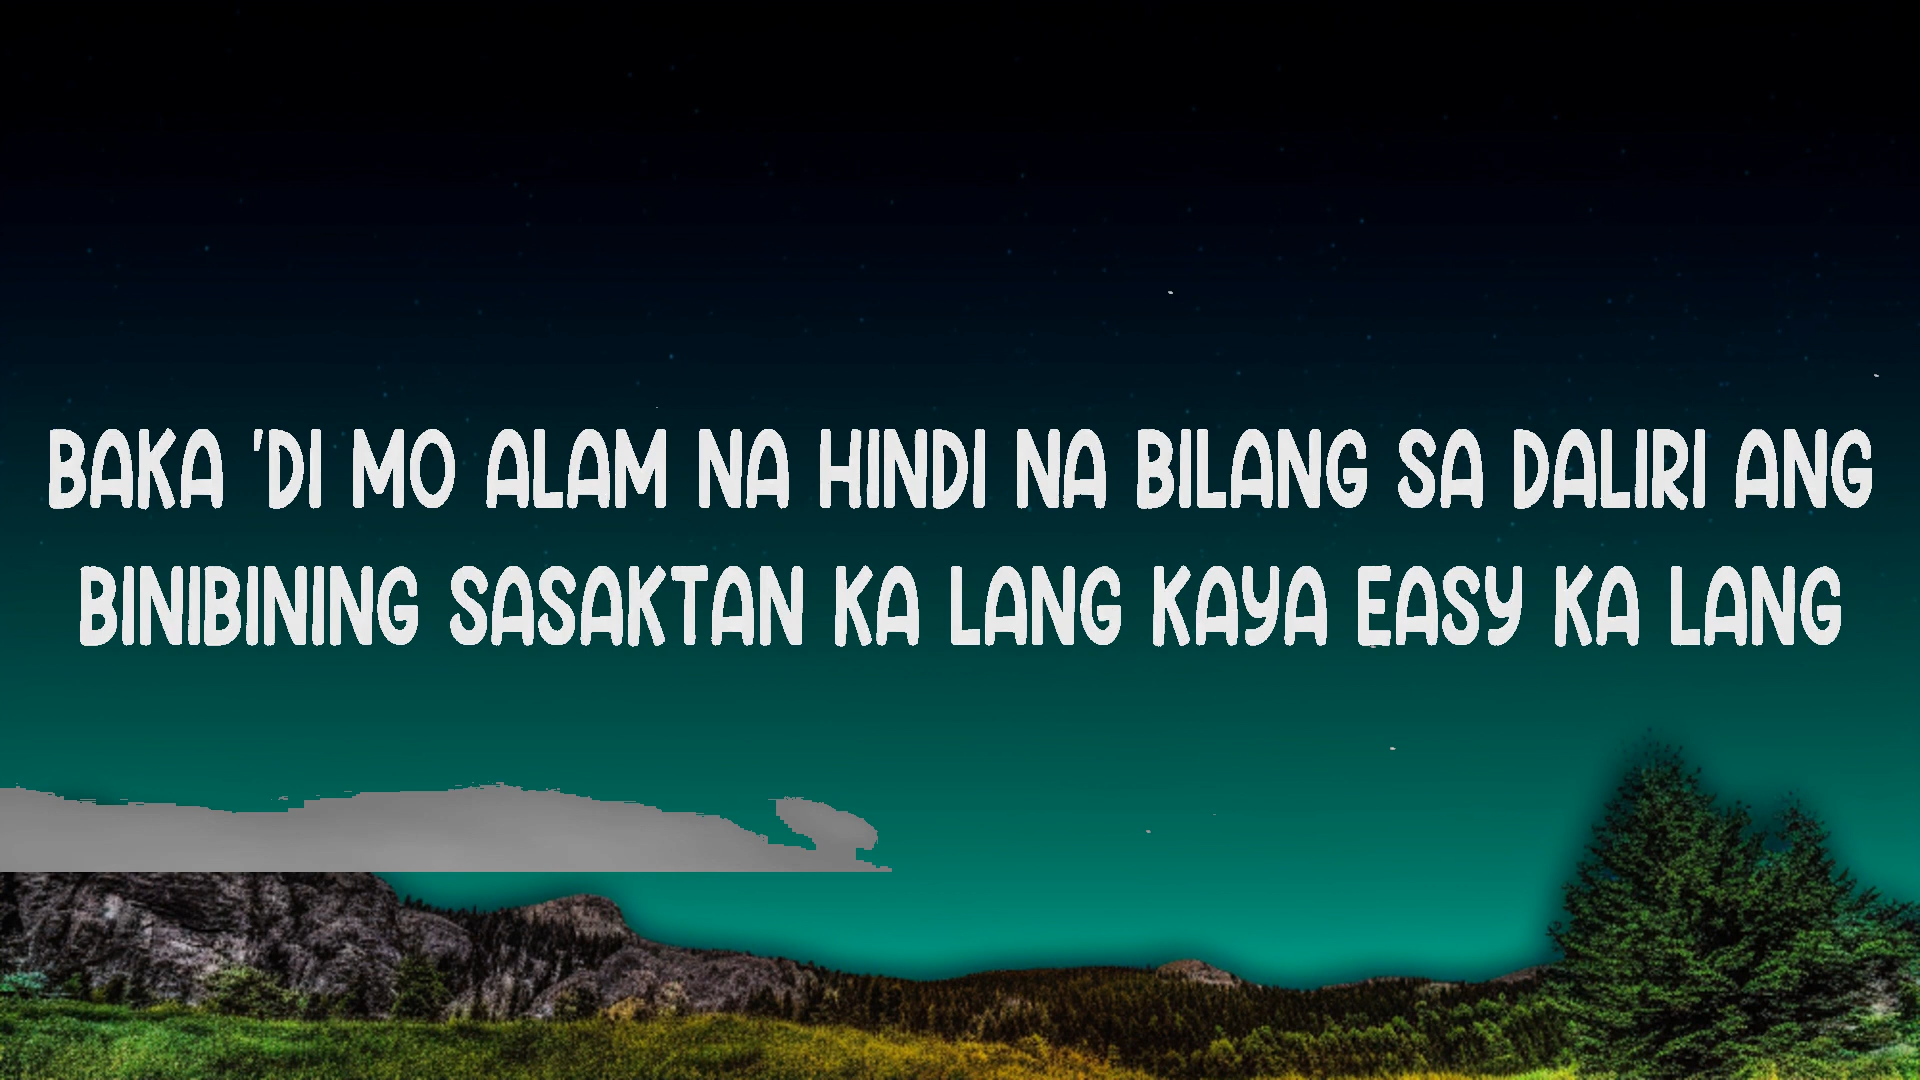 BAKA 'DI MO ALAM NA HINDI NA BILANG SA DALIRI ANG
BINIBINING SASAKTAN KA LANG KAYA EASY KA LANG